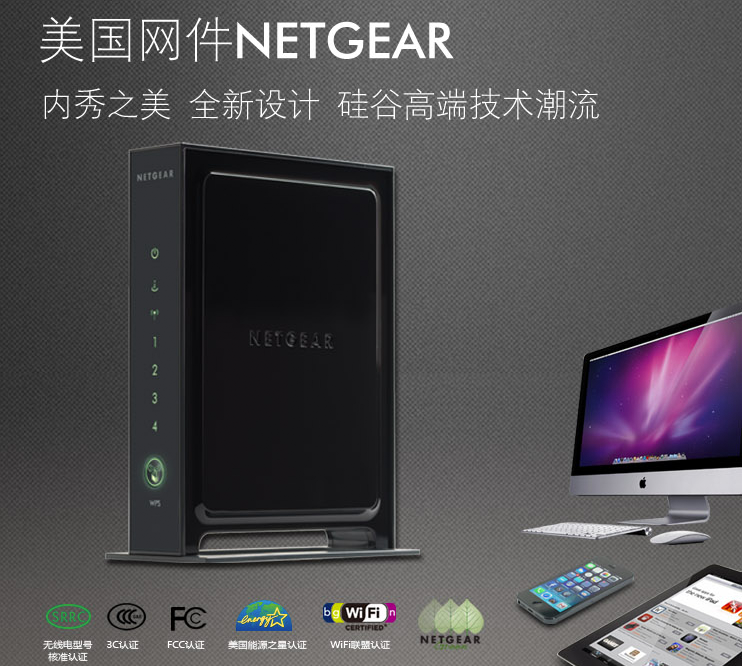 美国网件NETGEAR
内秀之美 全新设计 硅谷高端技术潮流
NETGEAR
1
2
3
4
WPS
NETGEAR
SRRC
CCC
FC
energy
b g WiFi n
CERTIFIED
NETGEAR
Green
无线电型号
核准认证
3C认证
FCC认证
美国能源之星认证
WiFi联盟认证